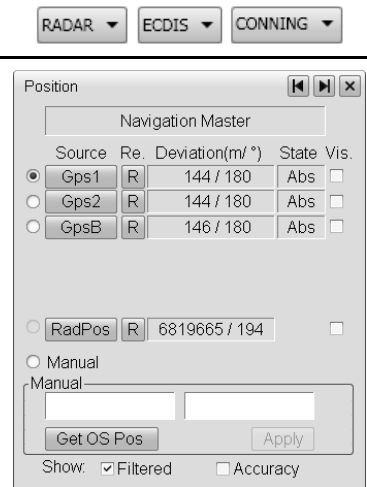 RADAR ECDIS CONNING
Position
Navigation Master
Source Re. Deviation(m/ °) State Vis.
Gps1 R 144 / 180 Abs
Gps2 R 144 / 180 Abs
GpsB R 146 / 180 Abs
RadPos R 6819665 / 194
Manual
Manual
Get OS Pos Apply
Show: Filtered Accuracy